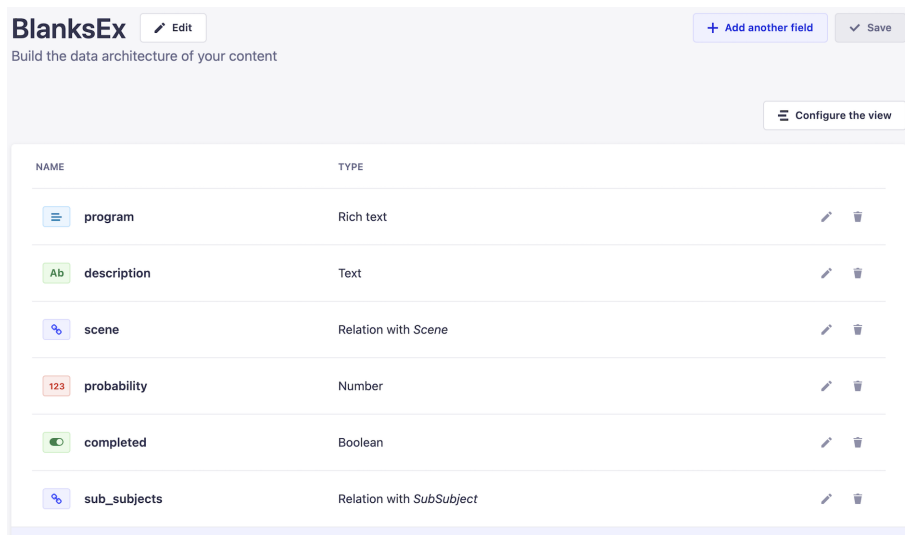 BlanksEx Edit + Add another field Save
Build the data architecture of your content
Configure the view
NAME TYPE
program Rich text
Ab description Text
scene Relation with Scene
123 probability Number
completed Boolean
sub_subjects Relation with SubSubject